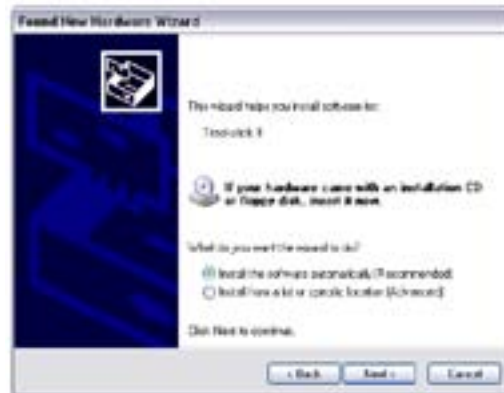 Found New Hardware Wizard
This wizard helps you install software for:
If your hardware came with an installation CD
or floppy disk, insert it now.
What do you want the wizard to do?
Install the software automatically (Recommended)
Install from a list or specific location (Advanced)
Click Next to continue.
< Back
Next >
Cancel